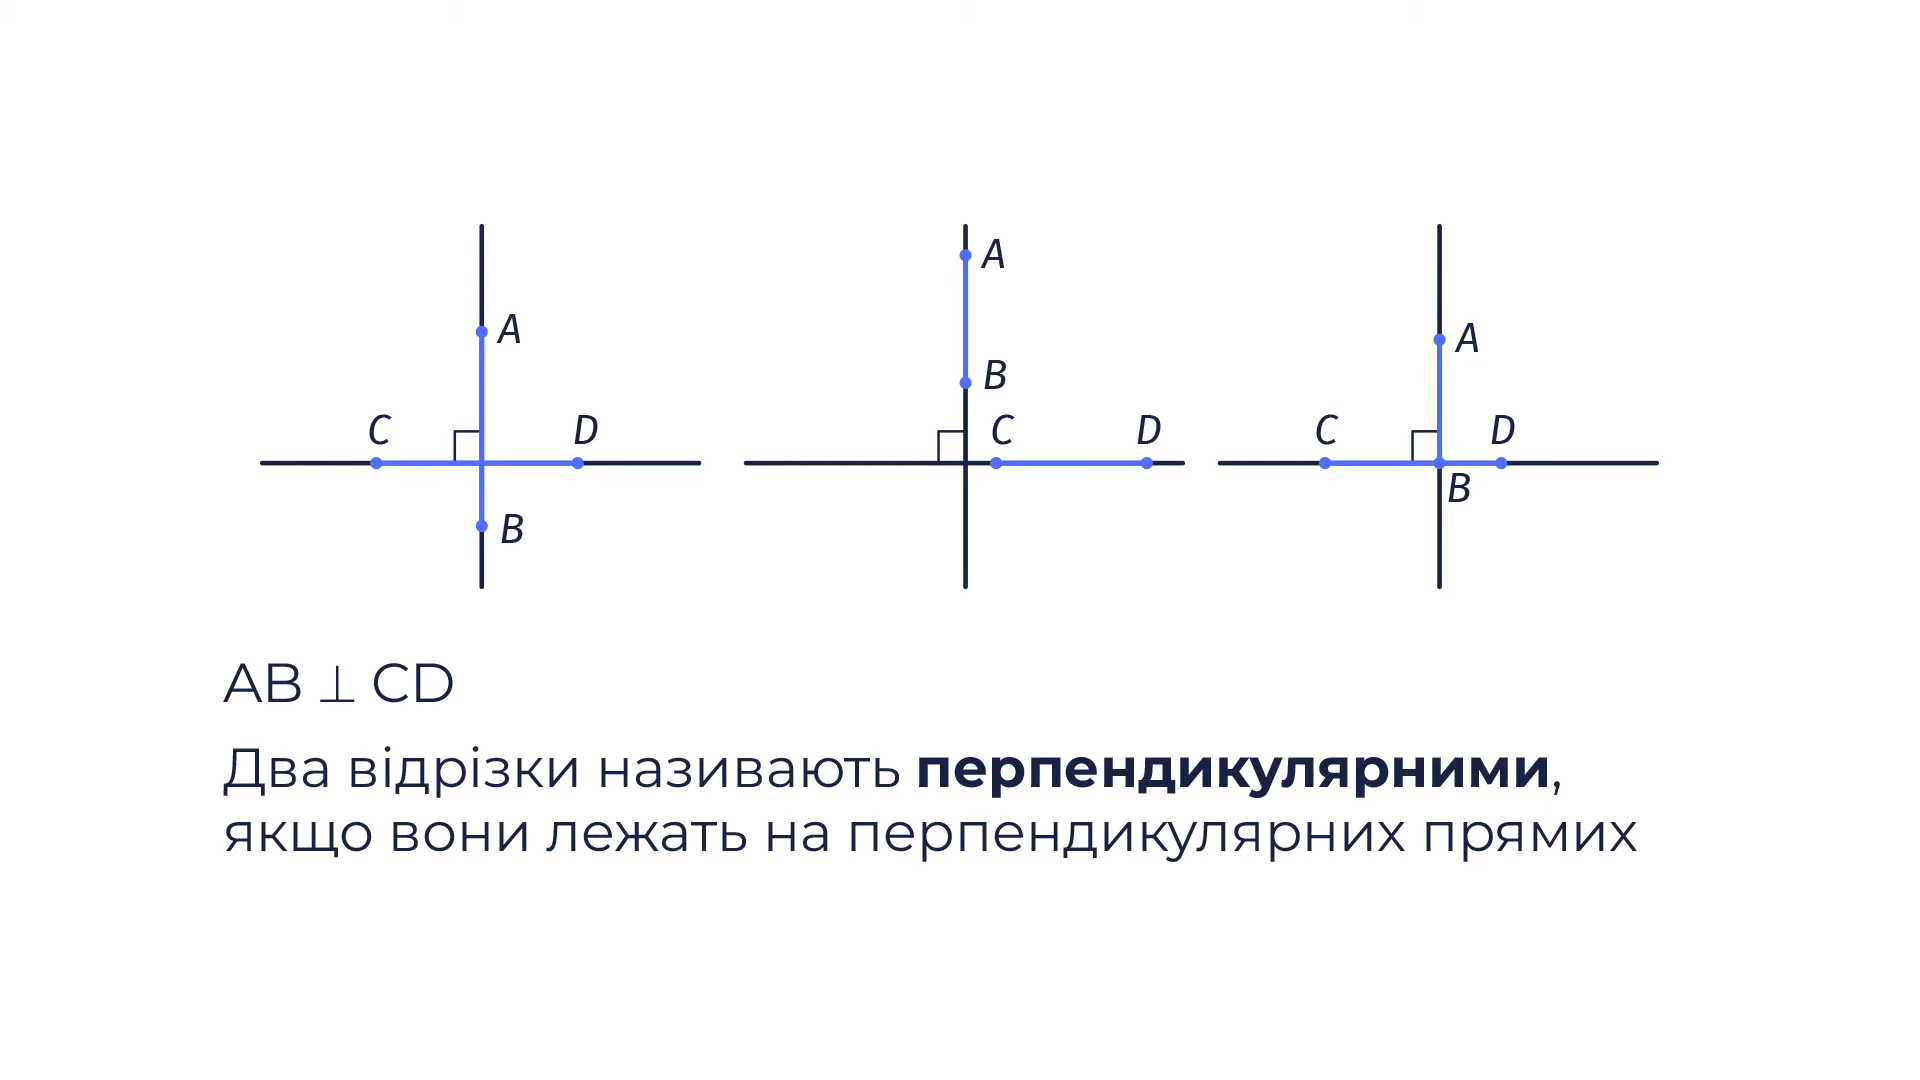 A
C
D
B
A
B
C
D
A
C
D
B
AB ⊥ CD
Два відрізки називають перпендикулярними,
якщо вони лежать на перпендикулярних прямих